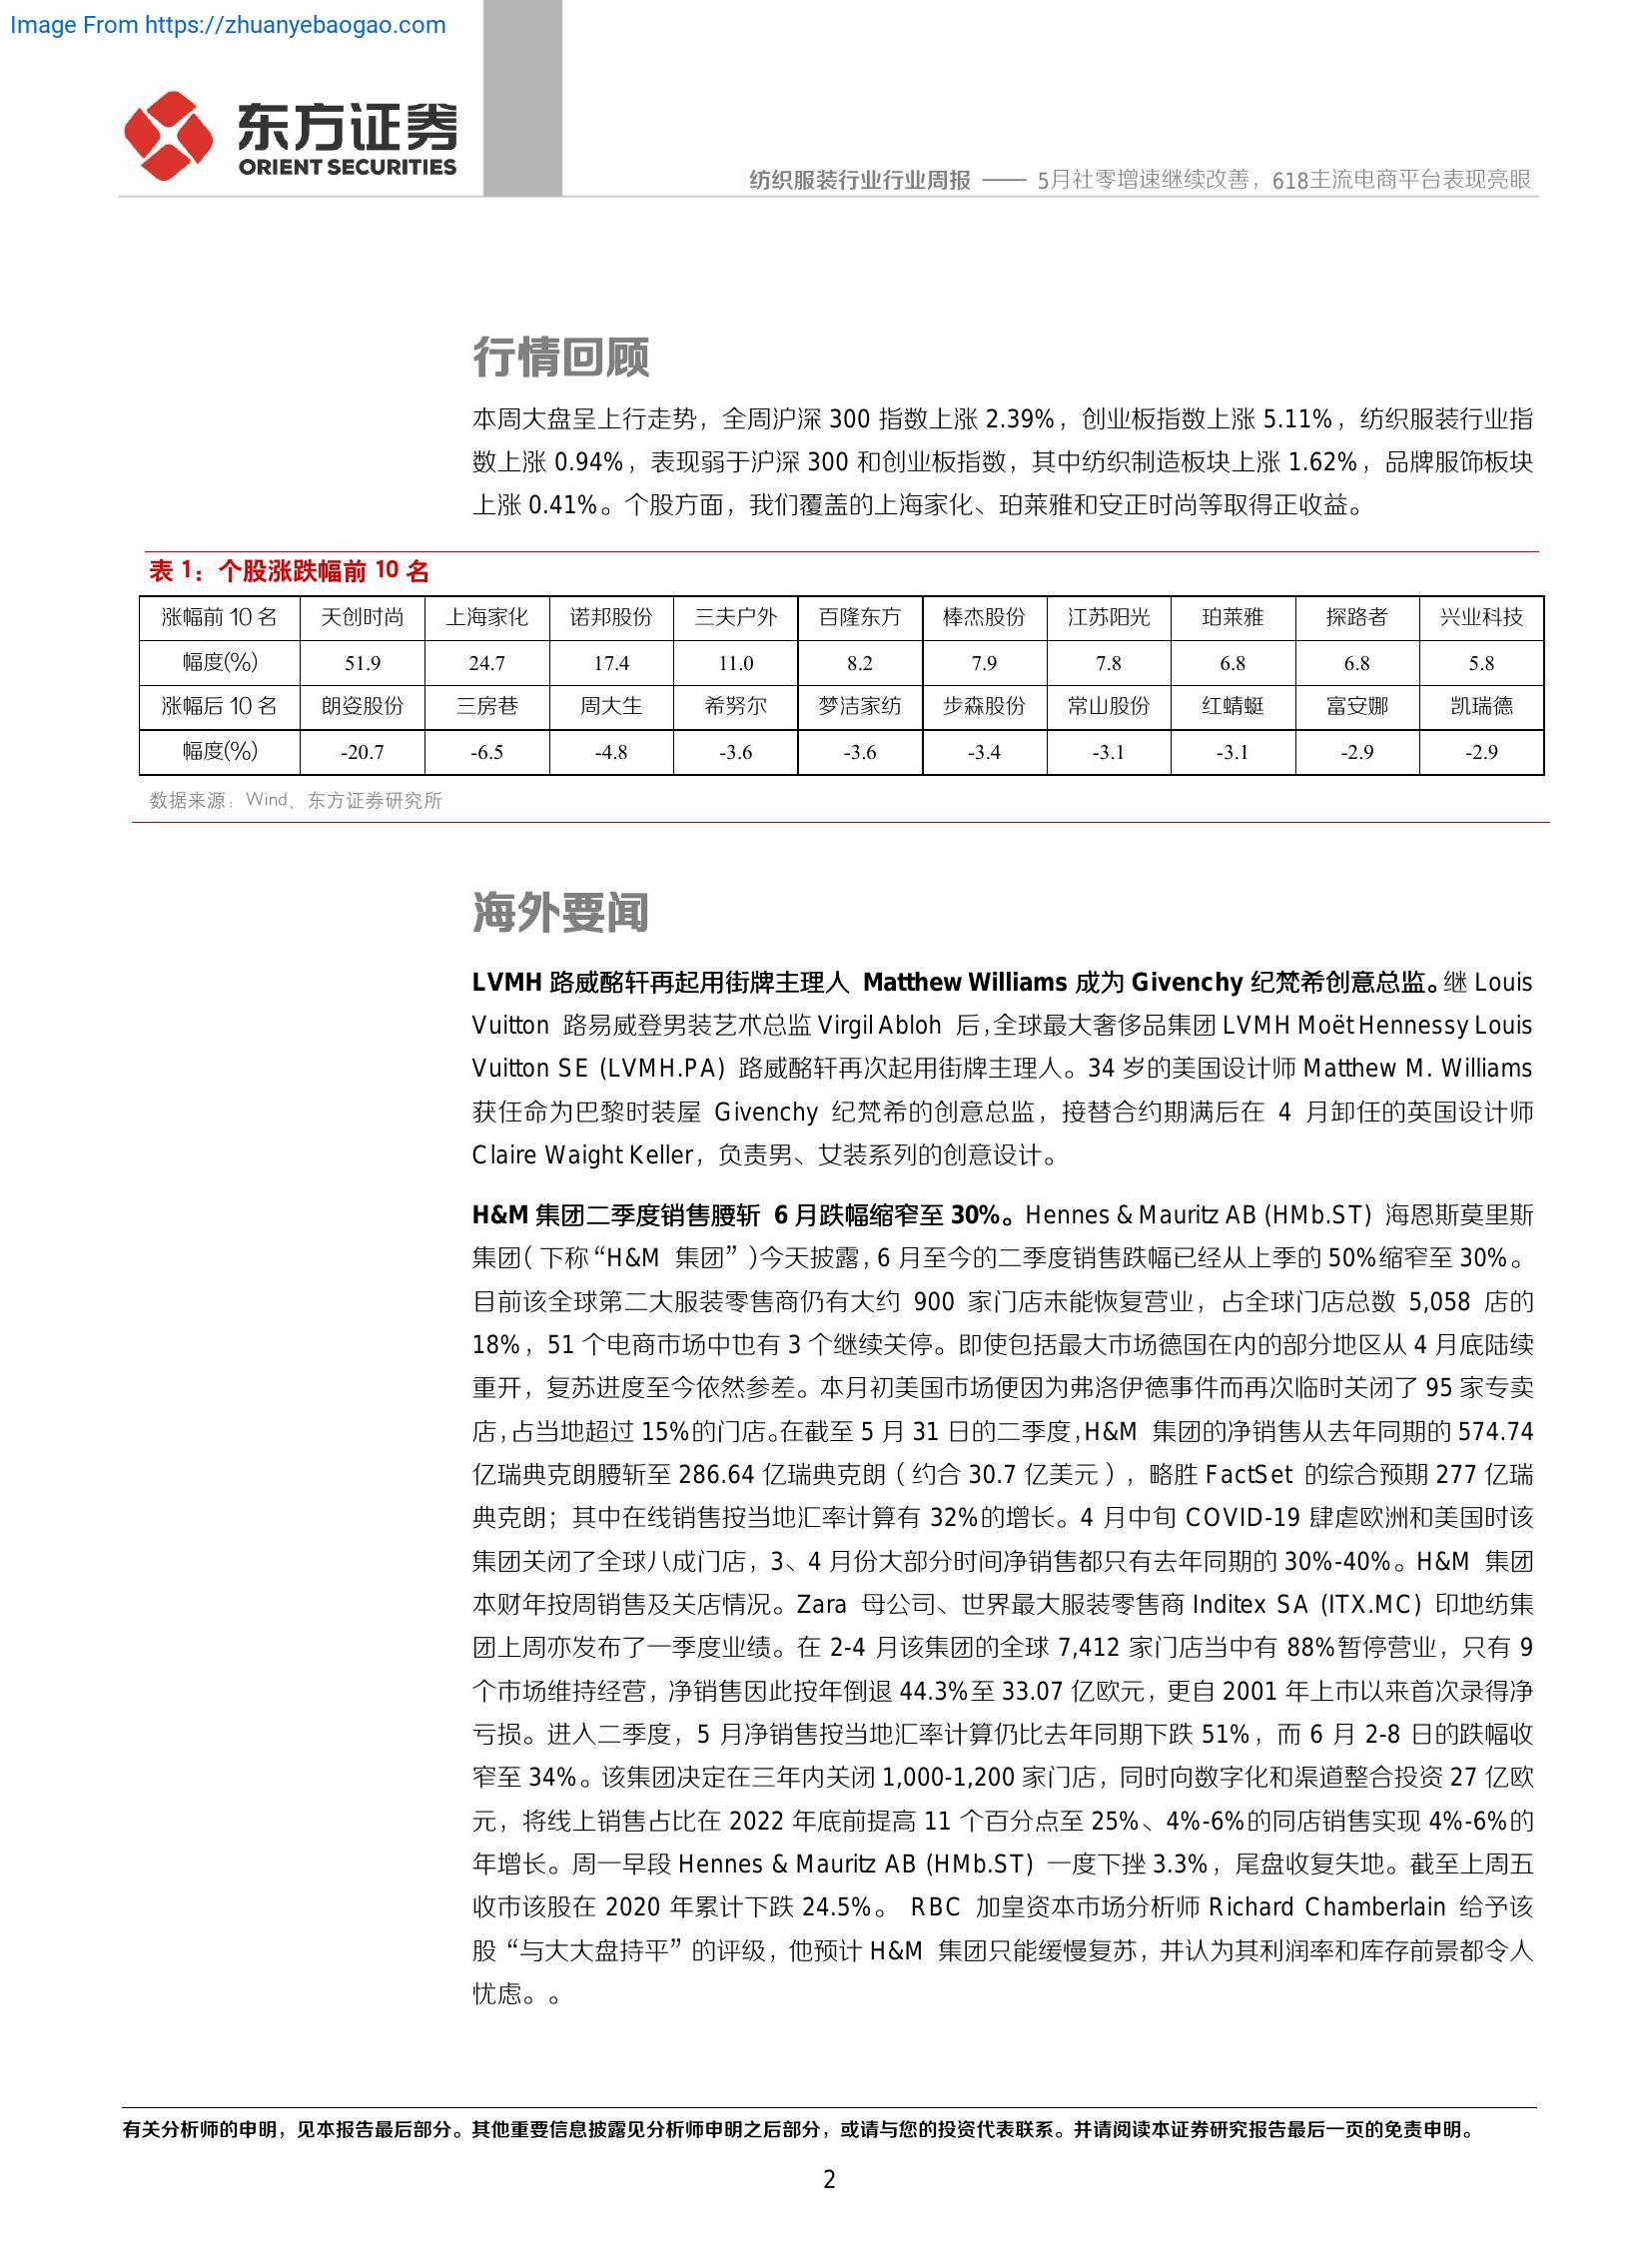 Image From https://zhuanyebaogao.com
东方证券
ORIENT SECURITIES
纺织服装行业行业周报 —— 5月社零增速继续改善，618主流电商平台表现亮眼
行情回顾
本周大盘呈上行走势，全周沪深 300 指数上涨 2.39%，创业板指数上涨 5.11%，纺织服装行业指
数上涨 0.94%，表现弱于沪深 300 和创业板指数，其中纺织制造板块上涨 1.62%，品牌服饰板块
上涨 0.41%。个股方面，我们覆盖的上海家化、珀莱雅和安正时尚等取得正收益。
表 1：个股涨跌幅前 10 名
涨幅前 10 名 天创时尚 上海家化 诺邦股份 三夫户外 百隆东方 棒杰股份 江苏阳光 珀莱雅 探路者 兴业科技
幅度(%) 51.9 24.7 17.4 11.0 8.2 7.9 7.8 6.8 6.8 5.8
涨幅后 10 名 朗姿股份 三房巷 周大生 希努尔 梦洁家纺 步森股份 常山股份 红蜻蜓 富安娜 凯瑞德
幅度(%) -20.7 -6.5 -4.8 -3.6 -3.6 -3.4 -3.1 -3.1 -2.9 -2.9
数据来源：Wind、东方证券研究所
海外要闻
LVMH 路威酩轩再起用街牌主理人 Matthew Williams 成为 Givenchy 纪梵希创意总监。继 Louis
Vuitton 路易威登男装艺术总监 Virgil Abloh 后，全球最大奢侈品集团 LVMH Moët Hennessy Louis
Vuitton SE (LVMH.PA) 路威酩轩再次起用街牌主理人。34 岁的美国设计师 Matthew M. Williams
获任命为巴黎时装屋 Givenchy 纪梵希的创意总监，接替合约期满后在 4 月卸任的英国设计师
Claire Waight Keller，负责男、女装系列的创意设计。
H&M 集团二季度销售腰斩 6 月跌幅缩窄至 30%。Hennes & Mauritz AB (HMb.ST) 海恩斯莫里斯
集团（下称“H&M 集团”）今天披露，6 月至今的二季度销售跌幅已经从上季的 50%缩窄至 30%。
目前该全球第二大服装零售商仍有大约 900 家门店未能恢复营业，占全球门店总数 5,058 店的
18%，51 个电商市场中也有 3 个继续关停。即使包括最大市场德国在内的部分地区从 4 月底陆续
重开，复苏进度至今依然参差。本月初美国市场便因为弗洛伊德事件而再次临时关闭了 95 家专卖
店，占当地超过 15%的门店。在截至 5 月 31 日的二季度，H&M 集团的净销售从去年同期的 574.74
亿瑞典克朗腰斩至 286.64 亿瑞典克朗（约合 30.7 亿美元），略胜 FactSet 的综合预期 277 亿瑞
典克朗；其中在线销售按当地汇率计算有 32%的增长。4 月中旬 COVID-19 肆虐欧洲和美国时该
集团关闭了全球八成门店，3、4 月份大部分时间净销售都只有去年同期的 30%-40%。H&M 集团
本财年按周销售及关店情况。Zara 母公司、世界最大服装零售商 Inditex SA (ITX.MC) 印地纺集
团上周亦发布了一季度业绩。在 2-4 月该集团的全球 7,412 家门店当中有 88%暂停营业，只有 9
个市场维持经营，净销售因此按年倒退 44.3%至 33.07 亿欧元，更自 2001 年上市以来首次录得净
亏损。进入二季度，5 月净销售按当地汇率计算仍比去年同期下跌 51%，而 6 月 2-8 日的跌幅收
窄至 34%。该集团决定在三年内关闭 1,000-1,200 家门店，同时向数字化和渠道整合投资 27 亿欧
元，将线上销售占比在 2022 年底前提高 11 个百分点至 25%、4%-6%的同店销售实现 4%-6%的
年增长。周一早段 Hennes & Mauritz AB (HMb.ST) 一度下挫 3.3%，尾盘收复失地。截至上周五
收市该股在 2020 年累计下跌 24.5%。 RBC 加皇资本市场分析师 Richard Chamberlain 给予该
股“与大大盘持平”的评级，他预计 H&M 集团只能缓慢复苏，并认为其利润率和库存前景都令人
忧虑。。
有关分析师的申明，见本报告最后部分。其他重要信息披露见分析师申明之后部分，或请与您的投资代表联系。并请阅读本证券研究报告最后一页的免责申明。
2